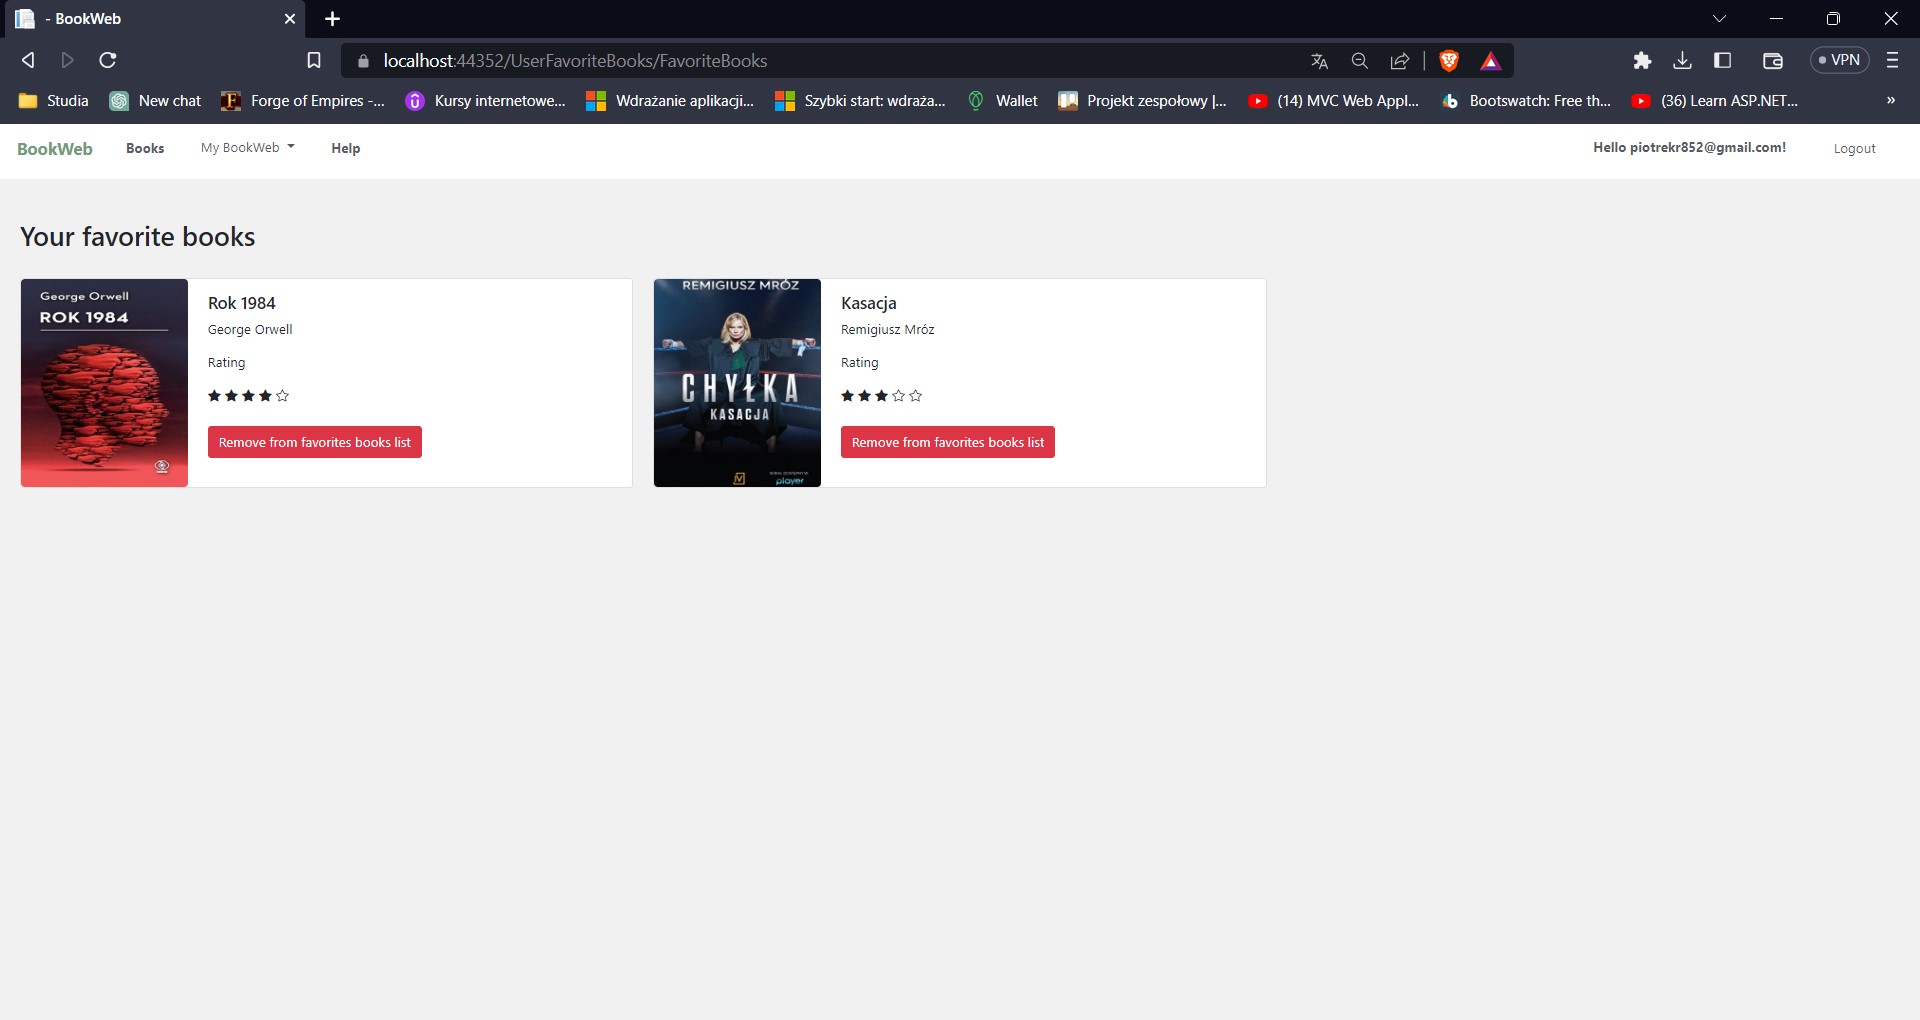 - BookWeb
localhost:44352/UserFavoriteBooks/FavoriteBooks
VPN
Studia
New chat
Forge of Empires -...
Kursy internetowe...
Wdrażanie aplikacji...
Szybki start: wdraża...
Wallet
Projekt zespołowy |...
(14) MVC Web Appl...
Bootswatch: Free th...
(36) Learn ASP.NET...
»
BookWeb
Books
My BookWeb
Help
Hello piotrekr852@gmail.com!
Logout
Your favorite books
George Orwell
ROK 1984
Rok 1984
George Orwell
Rating
Remove from favorites books list
REMIGIUSZ MRÓZ
CHYŁKA
KASACJA
player
Kasacja
Remigiusz Mróz
Rating
Remove from favorites books list